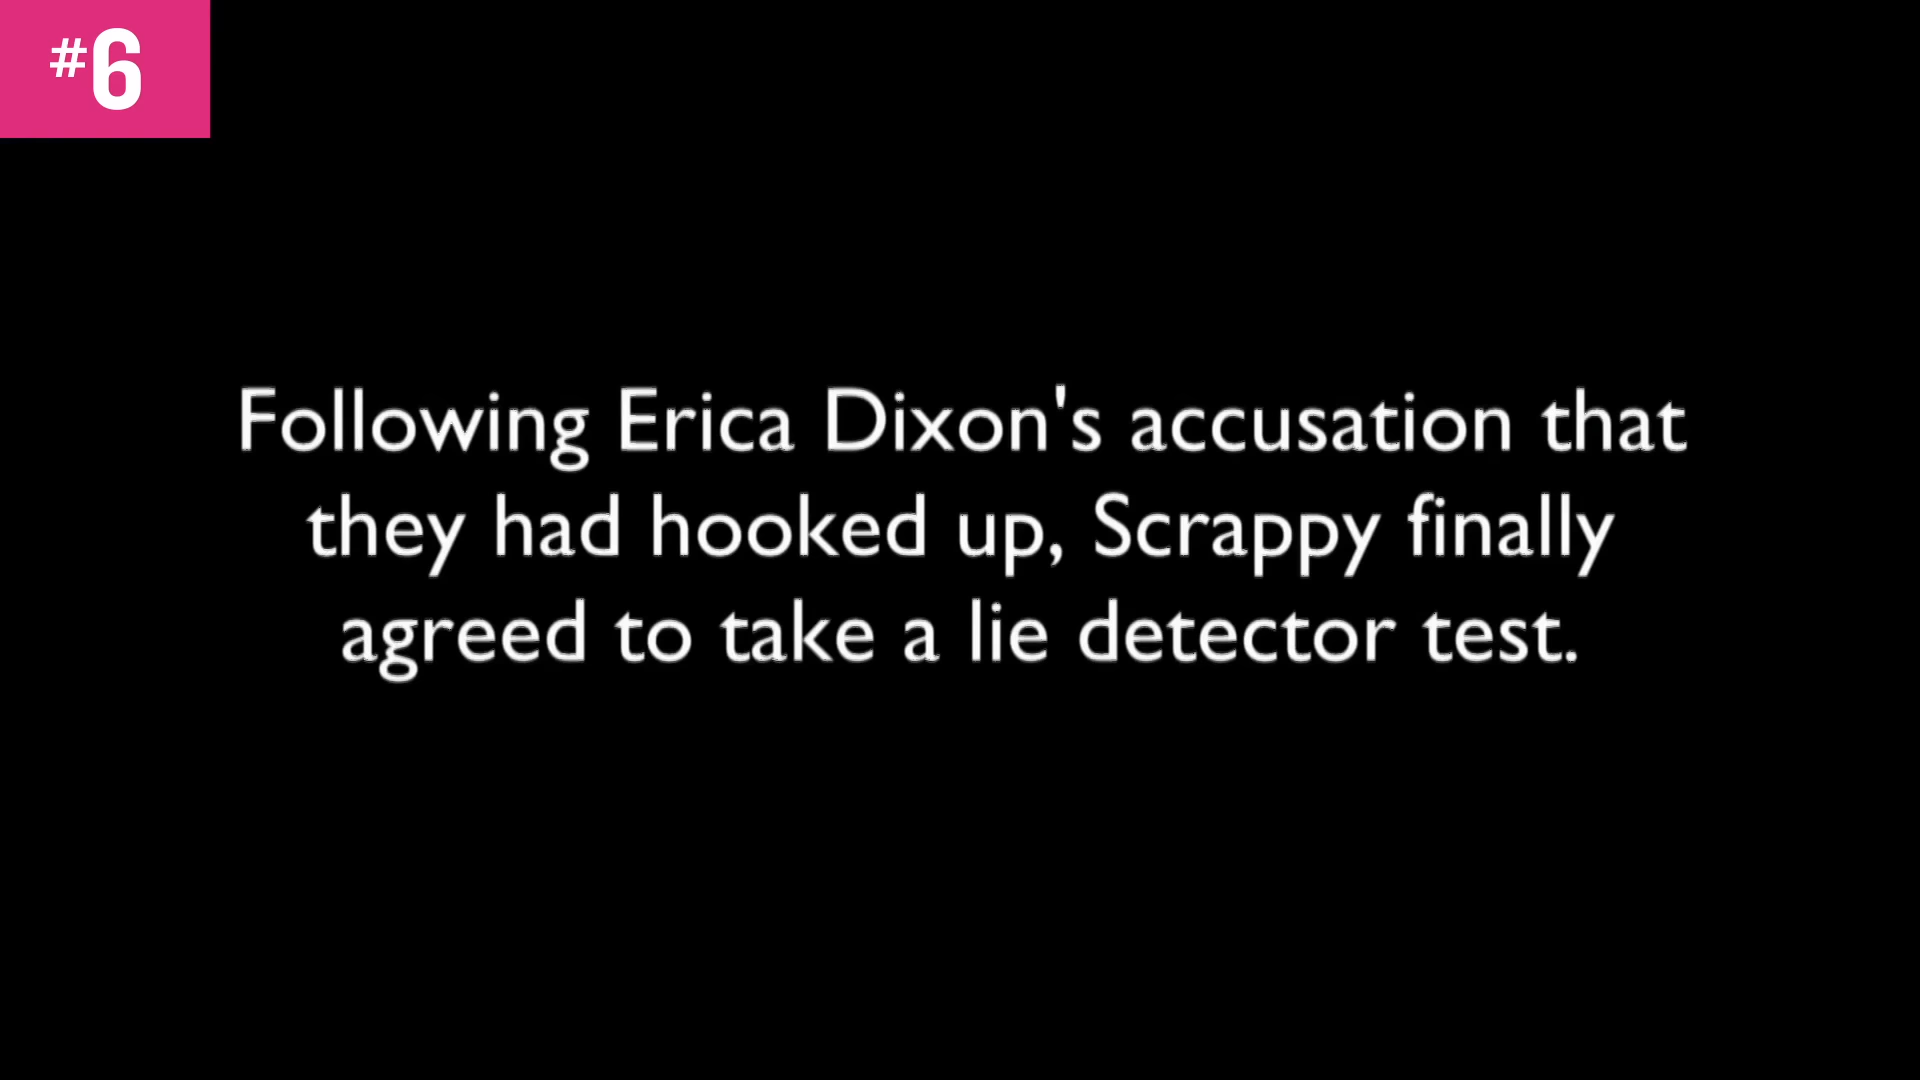 #6
Following Erica Dixon's accusation that
they had hooked up, Scrappy finally
agreed to take a lie detector test.